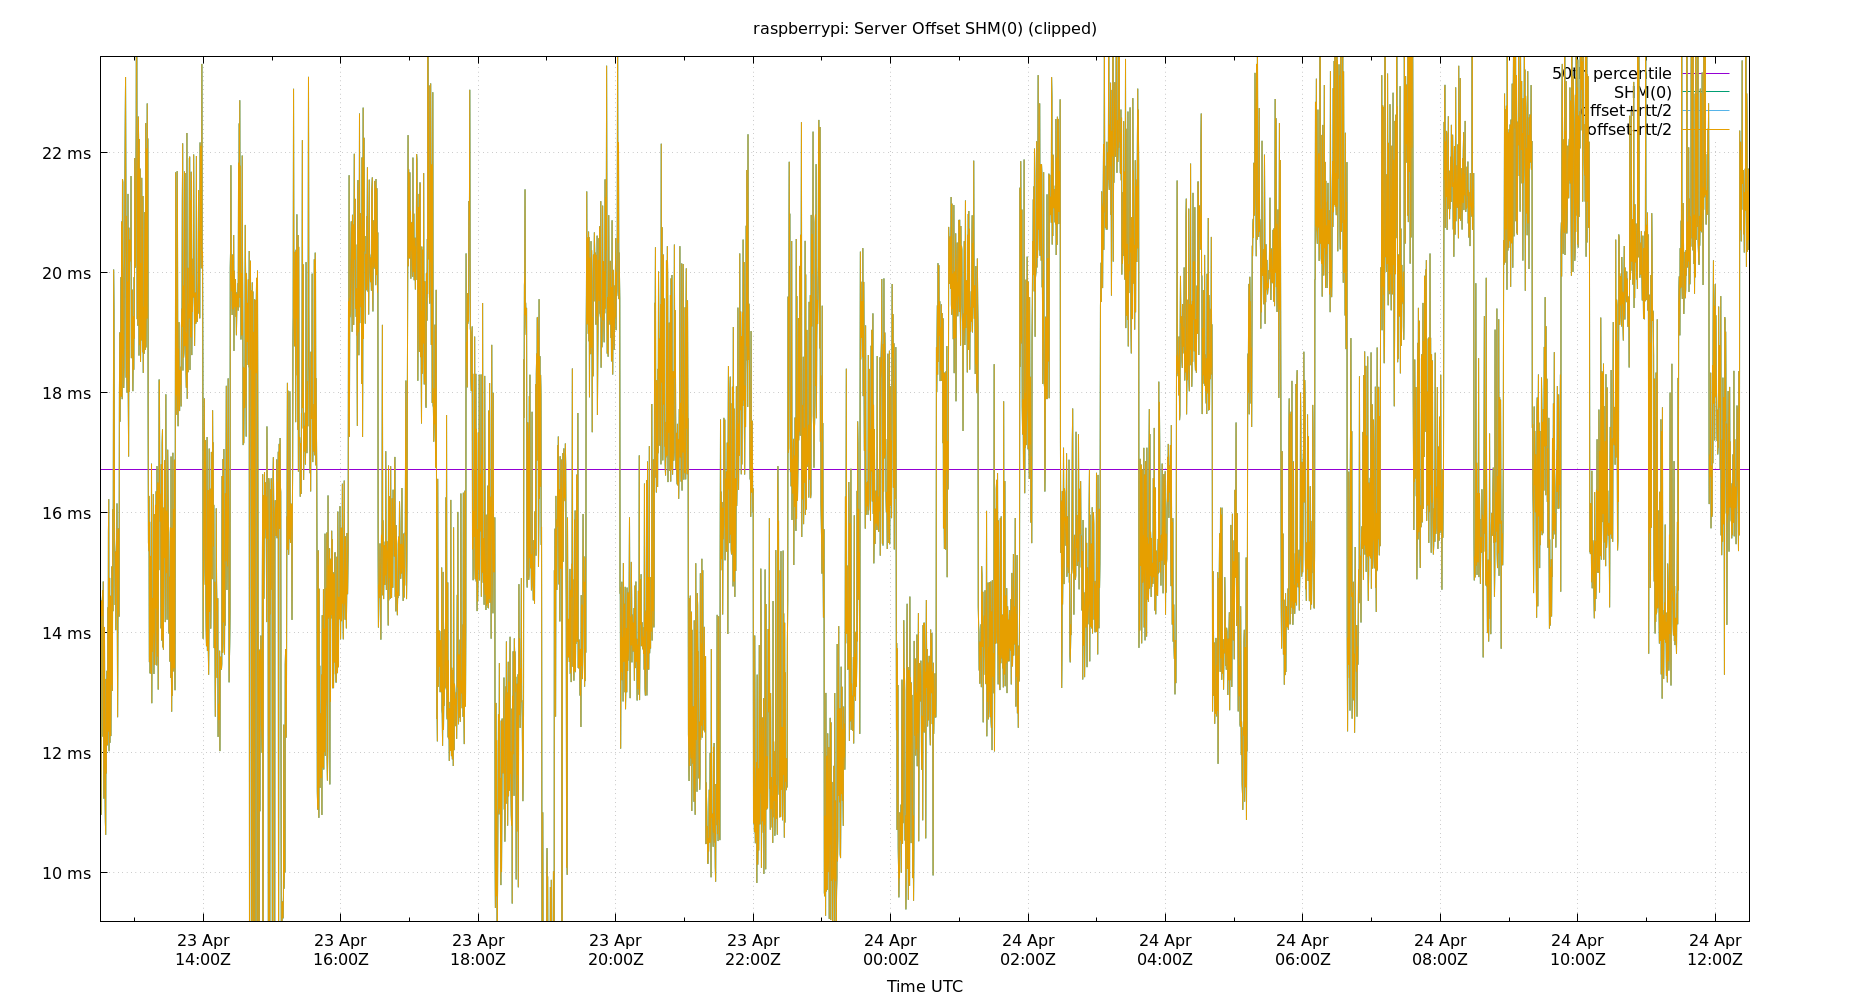 raspberrypi: Server Offset SHM(0) (clipped)
50th percentile
SHM(0)
offset+rtt/2
offset-rtt/2
22 ms
20 ms
18 ms
16 ms
14 ms
12 ms
10 ms
23 Apr 23 Apr 23 Apr 23 Apr 23 Apr 24 Apr 24 Apr 24 Apr 24 Apr 24 Apr 24 Apr 24 Apr
14:00Z 16:00Z 18:00Z 20:00Z 22:00Z 00:00Z 02:00Z 04:00Z 06:00Z 08:00Z 10:00Z 12:00Z
Time UTC